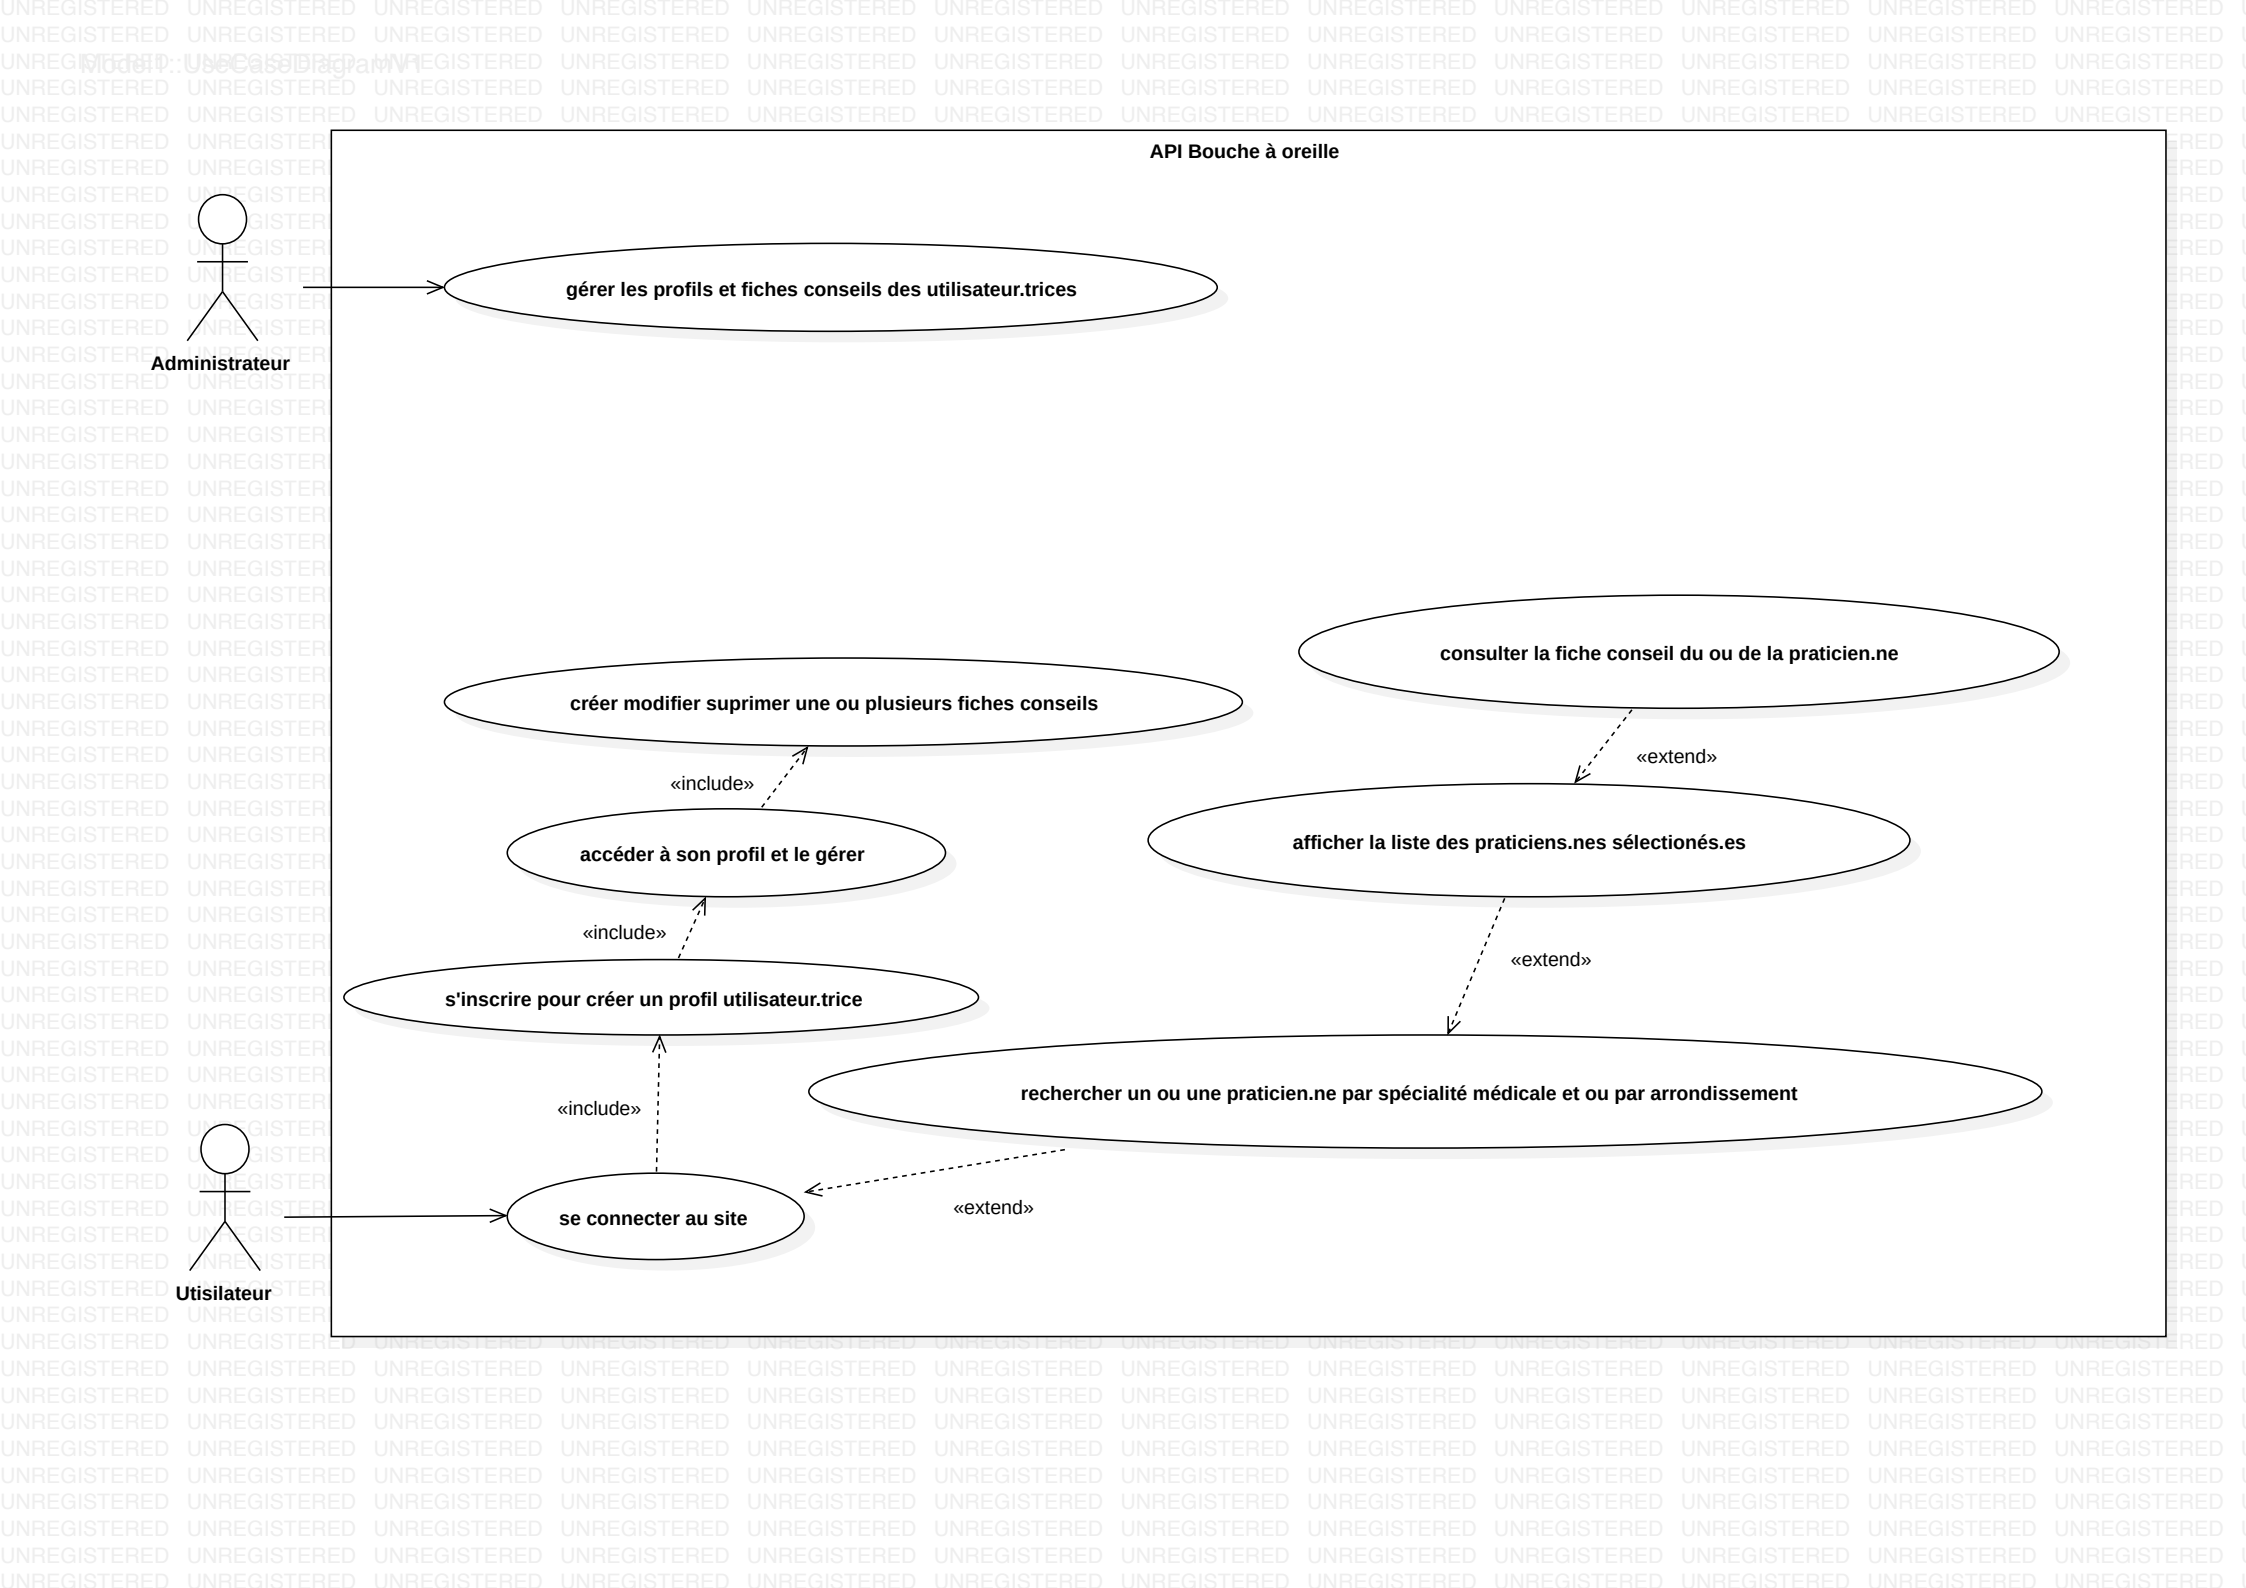 Model1::UseCaseDiagramV1
API Bouche à oreille
gérer les profils et fiches conseils des utilisateur.trices
Administrateur
consulter la fiche conseil du ou de la praticien.ne
créer modifier suprimer une ou plusieurs fiches conseils
«extend»
«include»
afficher la liste des praticiens.nes sélectionés.es
accéder à son profil et le gérer
«include»
«extend»
s'inscrire pour créer un profil utilisateur.trice
rechercher un ou une praticien.ne par spécialité médicale et ou par arrondissement
«include»
«extend»
se connecter au site
Utisilateur
UNREGISTERED